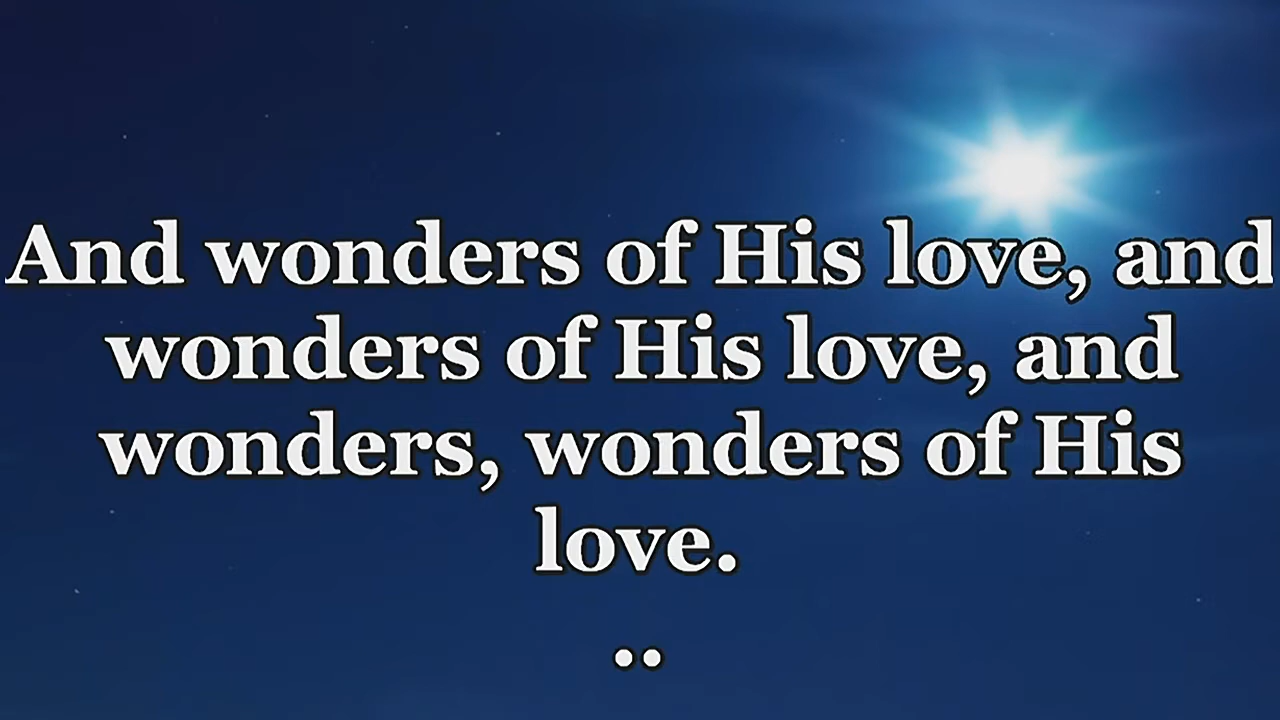 And wonders of His love, and
wonders of His love, and
wonders, wonders of His
love.
..